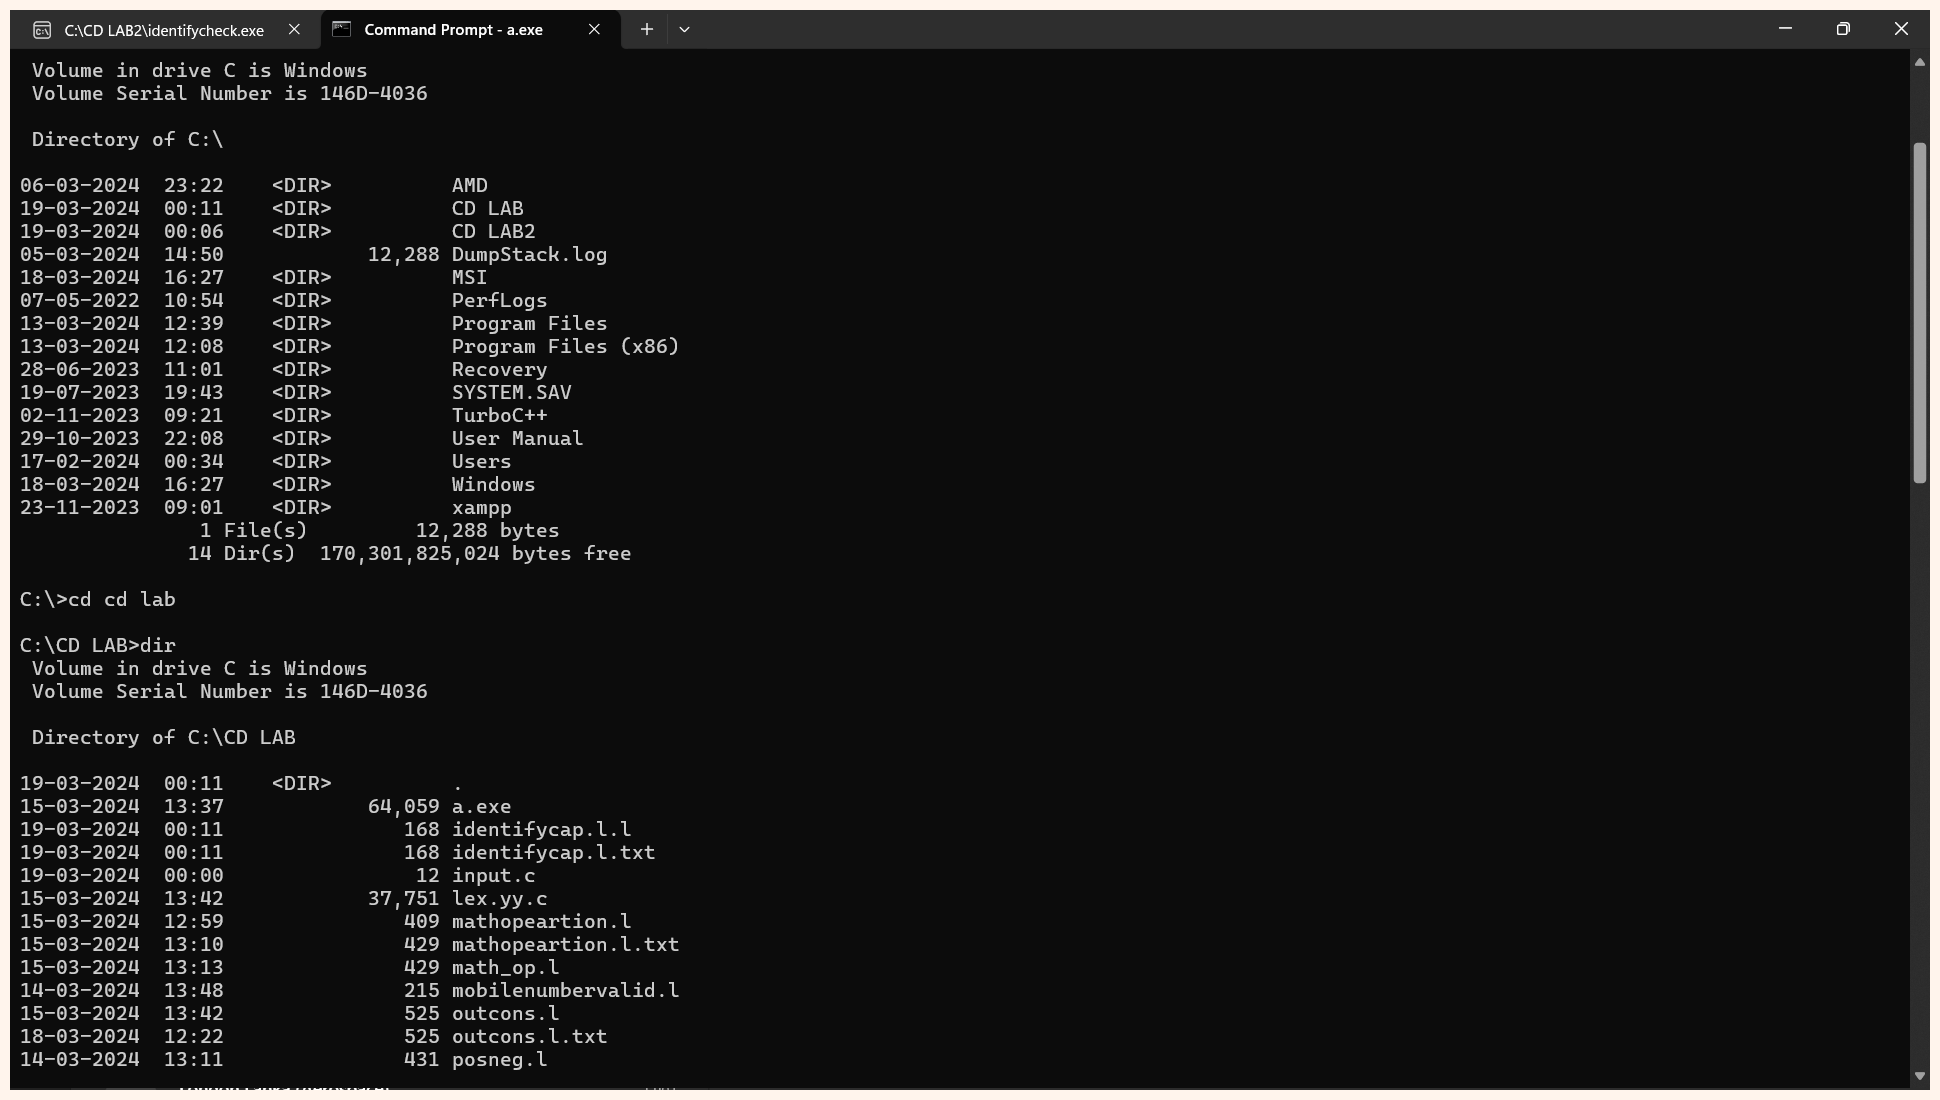 C:\CD LAB2\identifycheck.exe
Command Prompt - a.exe
 Volume in drive C is Windows
 Volume Serial Number is 146D-4036
 Directory of C:\
06-03-2024  23:22    <DIR>          AMD
19-03-2024  00:11    <DIR>          CD LAB
19-03-2024  00:06    <DIR>          CD LAB2
05-03-2024  14:50            12,288 DumpStack.log
18-03-2024  16:27    <DIR>          MSI
07-05-2022  10:54    <DIR>          PerfLogs
13-03-2024  12:39    <DIR>          Program Files
13-03-2024  12:08    <DIR>          Program Files (x86)
28-06-2023  11:01    <DIR>          Recovery
19-07-2023  19:43    <DIR>          SYSTEM.SAV
02-11-2023  09:21    <DIR>          TurboC++
29-10-2023  22:08    <DIR>          User Manual
17-02-2024  00:34    <DIR>          Users
18-03-2024  16:27    <DIR>          Windows
23-11-2023  09:01    <DIR>          xampp
               1 File(s)         12,288 bytes
              14 Dir(s)  170,301,825,024 bytes free
C:\>cd cd lab
C:\CD LAB>dir
 Volume in drive C is Windows
 Volume Serial Number is 146D-4036
 Directory of C:\CD LAB
19-03-2024  00:11    <DIR>          .
15-03-2024  13:37            64,059 a.exe
19-03-2024  00:11               168 identifycap.l.l
19-03-2024  00:11               168 identifycap.l.txt
19-03-2024  00:00                12 input.c
15-03-2024  13:42            37,751 lex.yy.c
15-03-2024  12:59               409 mathopeartion.l
15-03-2024  13:10               429 mathopeartion.l.txt
15-03-2024  13:13               429 math_op.l
14-03-2024  13:48               215 mobilenumbervalid.l
15-03-2024  13:42               525 outcons.l
18-03-2024  12:22               525 outcons.l.txt
14-03-2024  13:11               431 posneg.l